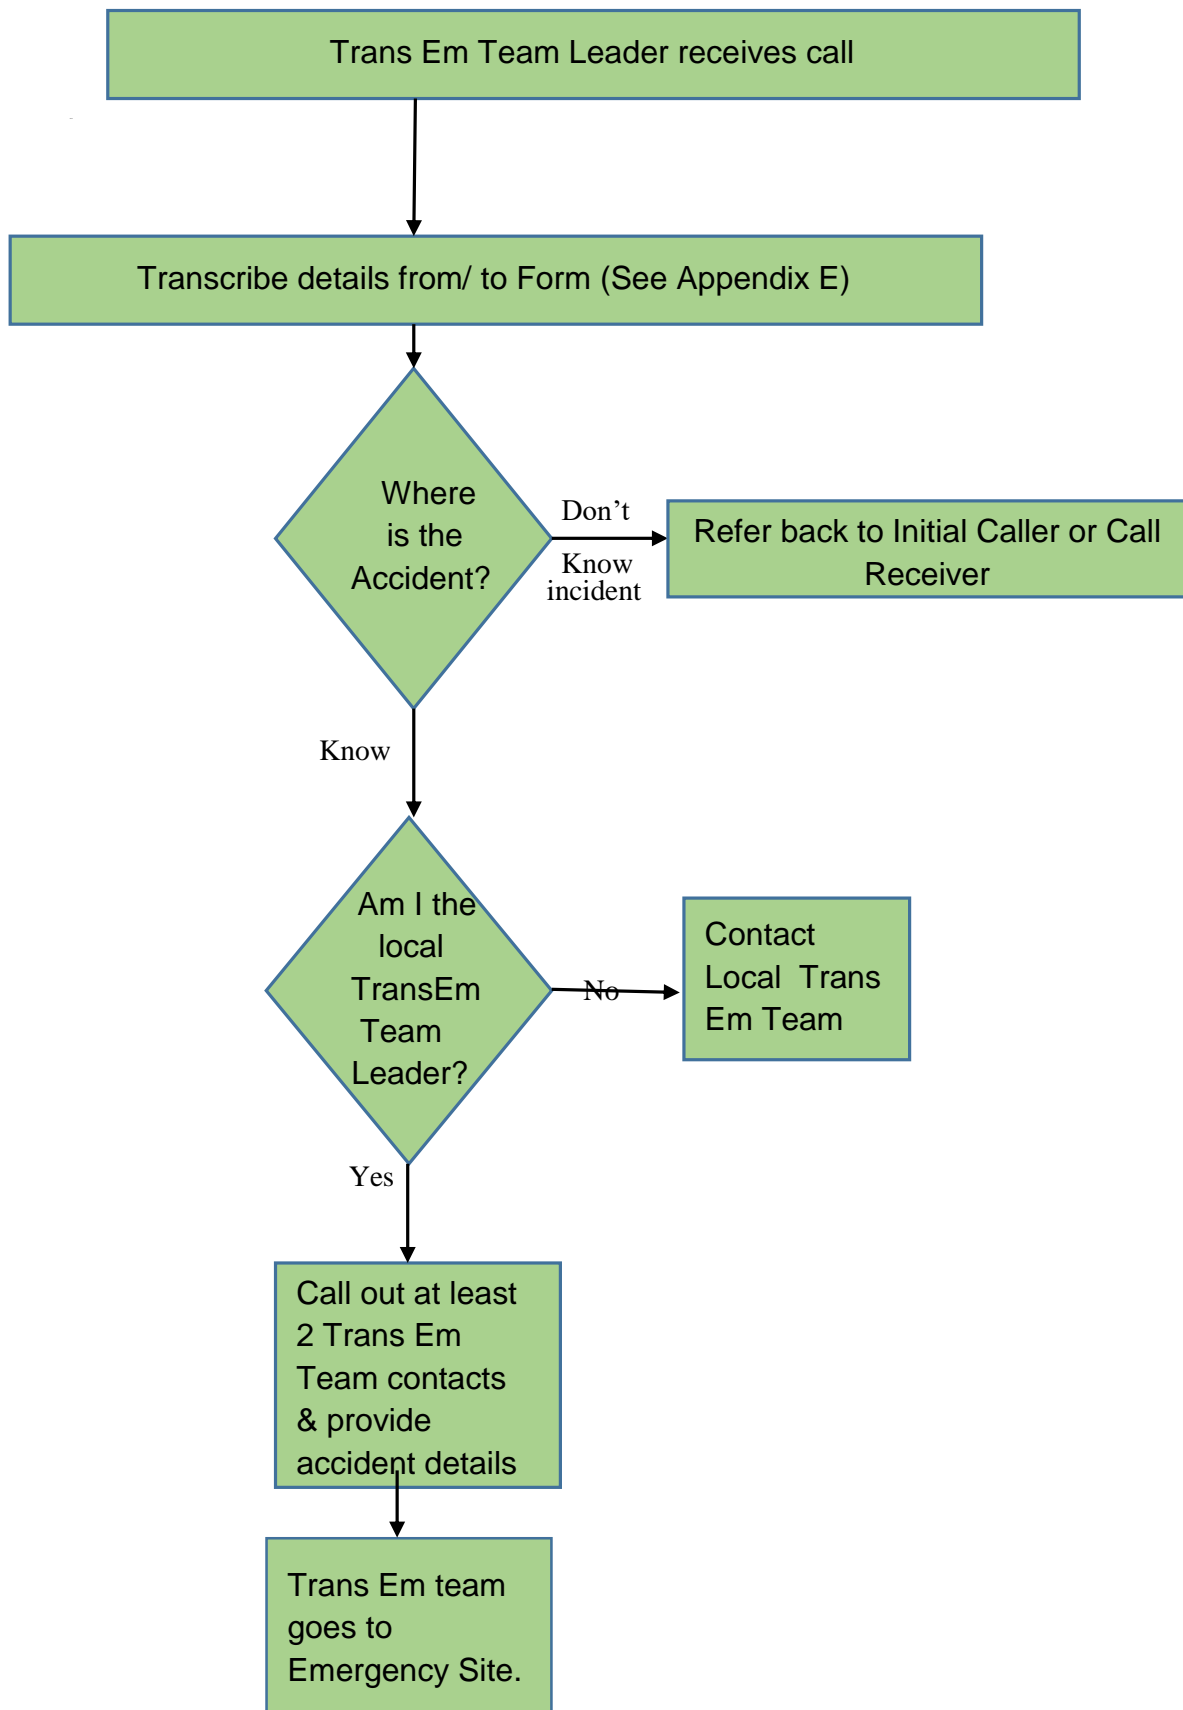 Trans Em Team Leader receives call
Transcribe details from/ to Form (See Appendix E)
Where
is the
Accident?
Don’t
Know
incident
Refer back to Initial Caller or Call
Receiver
Know
Am I the
local
TransEm
Team
Leader?
No
Contact
Local Trans
Em Team
Yes
Call out at least
2 Trans Em
Team contacts
& provide
accident details
Trans Em team
goes to
Emergency Site.